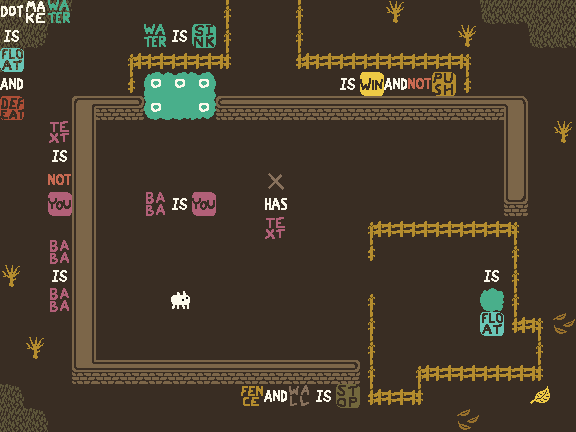 DOT MAKE WATER
IS
FLOAT
AND
DEFEAT
WATER IS SINK
IS WIN AND NOT PUSH
TEXT
IS
NOT
YOU
BABA IS YOU
HAS
TEXT
BABA
IS
BABA
IS
FLOAT
FENCE AND WALL IS STOP